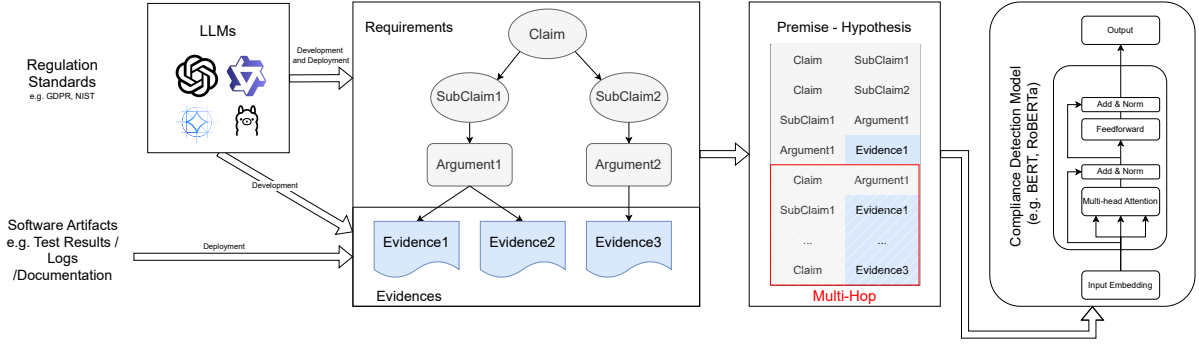 Regulation
Standards
e.g. GDPR, NIST
LLMs
Development
and Deployment
Development
Software Artifacts
e.g. Test Results /
Logs
/Documentation
Deployment
Requirements
Claim
SubClaim1
SubClaim2
Argument1
Argument2
Evidence1
Evidence2
Evidence3
Evidences
Premise - Hypothesis
Claim SubClaim1
Claim SubClaim2
SubClaim1 Argument1
Argument1 Evidence1
Claim Argument1
SubClaim1 Evidence1
... ...
Claim Evidence3
Multi-Hop
Compliance Detection Model
(e.g. BERT, RoBERTa)
Output
Add & Norm
Feedforward
Add & Norm
Multi-head Attention
Input Embedding